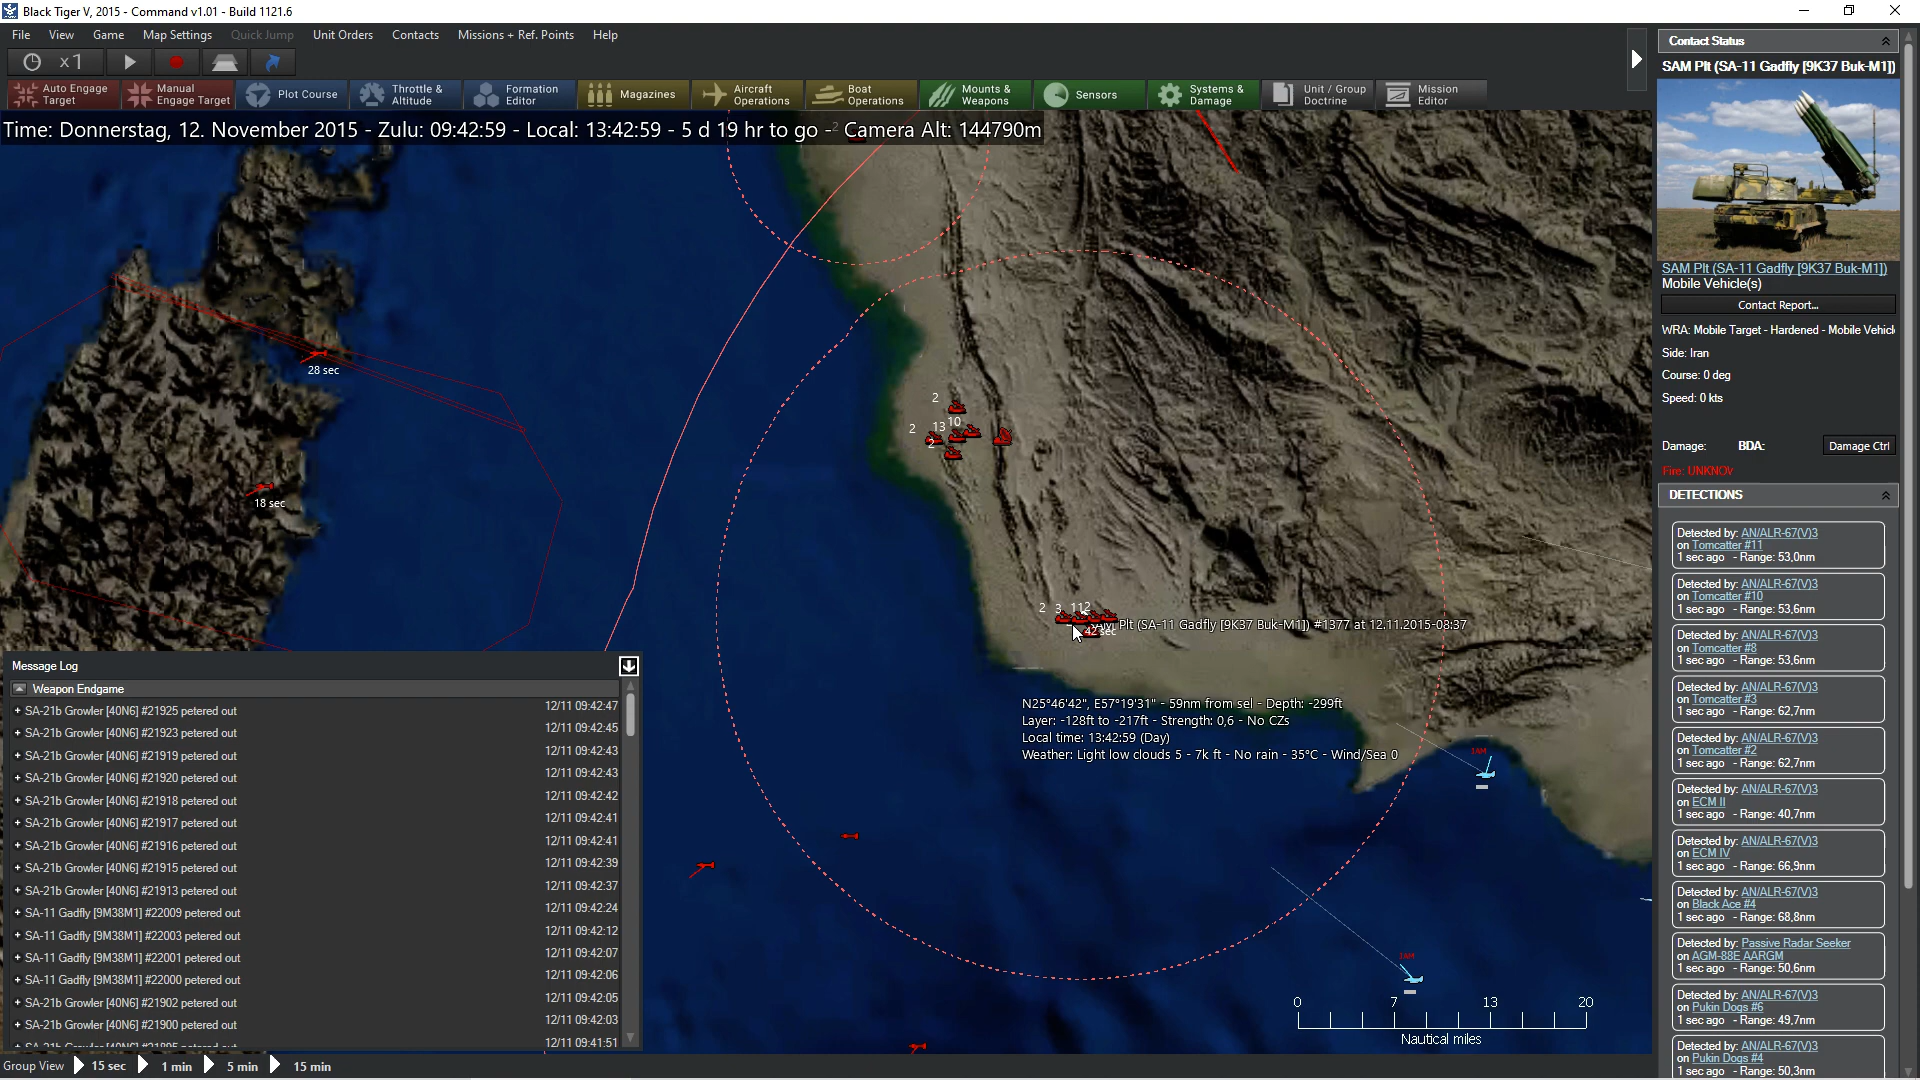 Black Tiger V, 2015 - Command v1.01 - Build 1121.6
File View Game Map Settings Quick Jump Unit Orders Contacts Missions + Ref. Points Help
x1
Auto Engage Target
Manual Engage Target
Plot Course
Throttle & Altitude
Formation Editor
Magazines
Aircraft Operations
Boat Operations
Mounts & Weapons
Sensors
Systems & Damage
Unit / Group Doctrine
Mission Editor
Time: Donnerstag, 12. November 2015 - Zulu: 09:42:59 - Local: 13:42:59 - 5 d 19 hr to go - Camera Alt: 144790m
2
28 sec
18 sec
2
2 13 10
2
2 3 112
42 sec
Plt (SA-11 Gadfly [9K37 Buk-M1]) #1377 at 12.11.2015-08:37
N25°46'42", E57°19'31" - 59nm from sel - Depth: -299ft
Layer: -128ft to -217ft - Strength: 0,6 - No CZs
Local time: 13:42:59 (Day)
Weather: Light low clouds 5 - 7k ft - No rain - 35°C - Wind/Sea 0
0 7 13 20
Nautical miles
Message Log
Weapon Endgame
+ SA-21b Growler [40N6] #21925 petered out 12/11 09:42:47
+ SA-21b Growler [40N6] #21923 petered out 12/11 09:42:45
+ SA-21b Growler [40N6] #21919 petered out 12/11 09:42:43
+ SA-21b Growler [40N6] #21920 petered out 12/11 09:42:43
+ SA-21b Growler [40N6] #21918 petered out 12/11 09:42:42
+ SA-21b Growler [40N6] #21917 petered out 12/11 09:42:41
+ SA-21b Growler [40N6] #21916 petered out 12/11 09:42:41
+ SA-21b Growler [40N6] #21915 petered out 12/11 09:42:39
+ SA-21b Growler [40N6] #21913 petered out 12/11 09:42:37
+ SA-11 Gadfly [9M38M1] #22009 petered out 12/11 09:42:24
+ SA-11 Gadfly [9M38M1] #22003 petered out 12/11 09:42:12
+ SA-11 Gadfly [9M38M1] #22001 petered out 12/11 09:42:07
+ SA-11 Gadfly [9M38M1] #22000 petered out 12/11 09:42:06
+ SA-21b Growler [40N6] #21902 petered out 12/11 09:42:05
+ SA-21b Growler [40N6] #21900 petered out 12/11 09:42:03
12/11 09:41:51
Group View 15 sec 1 min 5 min 15 min
Contact Status
SAM Plt (SA-11 Gadfly [9K37 Buk-M1])
SAM Plt (SA-11 Gadfly [9K37 Buk-M1])
Mobile Vehicle(s)
Contact Report...
WRA: Mobile Target - Hardened - Mobile Vehicl
Side: Iran
Course: 0 deg
Speed: 0 kts
Damage: BDA: Damage Ctrl
Fire: UNKNOV
DETECTIONS
Detected by: AN/ALR-67(V)3
on Tomcatter #11
1 sec ago - Range: 53,0nm
Detected by: AN/ALR-67(V)3
on Tomcatter #10
1 sec ago - Range: 53,6nm
Detected by: AN/ALR-67(V)3
on Tomcatter #8
1 sec ago - Range: 53,6nm
Detected by: AN/ALR-67(V)3
on Tomcatter #3
1 sec ago - Range: 62,7nm
Detected by: AN/ALR-67(V)3
on Tomcatter #2
1 sec ago - Range: 62,7nm
Detected by: AN/ALR-67(V)3
on ECM II
1 sec ago - Range: 40,7nm
Detected by: AN/ALR-67(V)3
on ECM IV
1 sec ago - Range: 66,9nm
Detected by: AN/ALR-67(V)3
on Black Ace #4
1 sec ago - Range: 68,8nm
Detected by: Passive Radar Seeker
on AGM-88E AARGM
1 sec ago - Range: 50,6nm
Detected by: AN/ALR-67(V)3
on Pukin Dogs #6
1 sec ago - Range: 49,7nm
Detected by: AN/ALR-67(V)3
on Pukin Dogs #4
1 sec ago - Range: 50,3nm